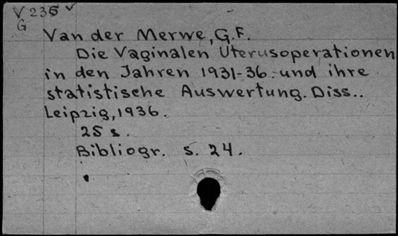 V 236 v
G
Van der Merwe, G.F.
Die Vaginalen Uterusoperationen
in den Jahren 1931-36 und ihre
statistische Auswertung. Diss..
Leipzig, 1936.
25 s.
Bibliogr. s. 24.